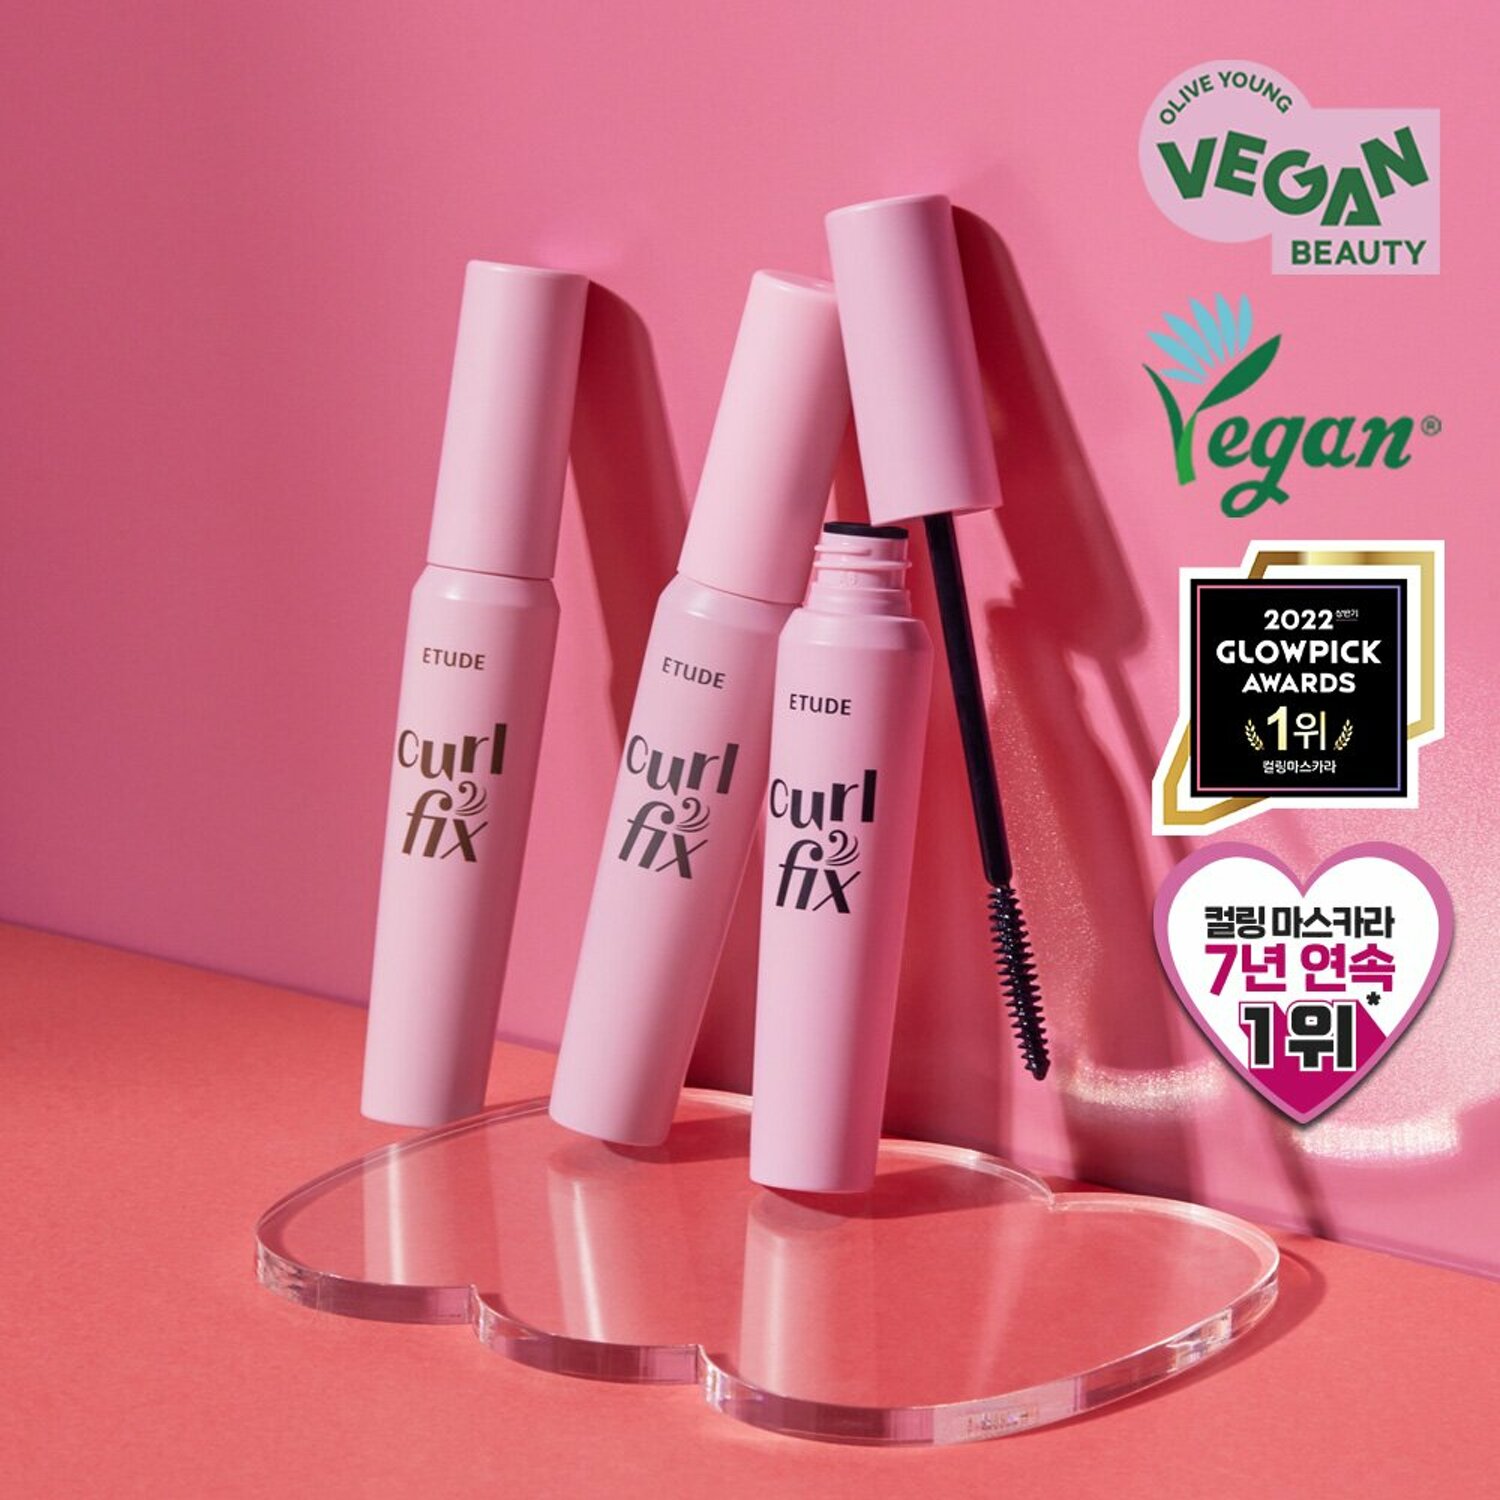 OLIVE YOUNG
VEGAN
BEAUTY
Vegan®
2022 상반기
GLOWPICK
AWARDS
1위
컬링마스카라
컬링 마스카라
7년 연속
1위*
ETUDE
curl
fix
ETUDE
curl
fix
ETUDE
curl
fix